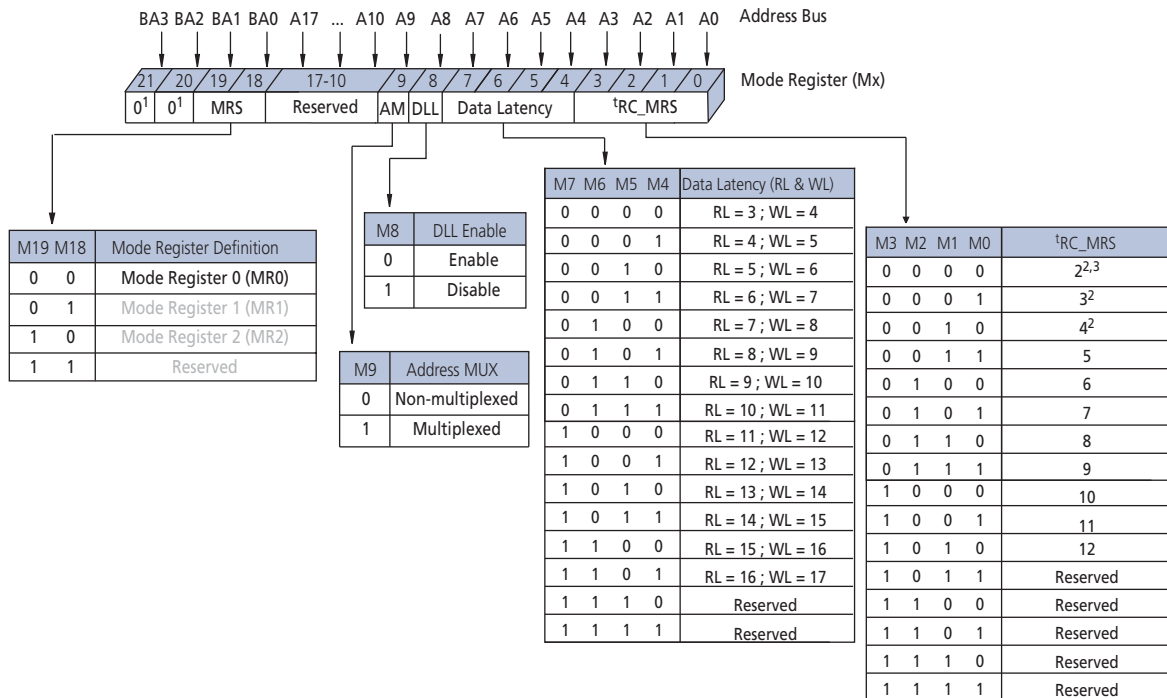 BA3 BA2 BA1 BA0 A17 ... A10 A9 A8 A7 A6 A5 A4 A3 A2 A1 A0 Address Bus
21 20 19 18 17-10 9 8 7 6 5 4 3 2 1 0 Mode Register (Mx)
0¹ 0¹ MRS Reserved AM DLL Data Latency ᵗRC_MRS
M19 M18 Mode Register Definition
0 0 Mode Register 0 (MR0)
0 1 Mode Register 1 (MR1)
1 0 Mode Register 2 (MR2)
1 1 Reserved
M8 DLL Enable
0 Enable
1 Disable
M9 Address MUX
0 Non-multiplexed
1 Multiplexed
M7 M6 M5 M4 Data Latency (RL & WL)
0 0 0 0 RL = 3 ; WL = 4
0 0 0 1 RL = 4 ; WL = 5
0 0 1 0 RL = 5 ; WL = 6
0 0 1 1 RL = 6 ; WL = 7
0 1 0 0 RL = 7 ; WL = 8
0 1 0 1 RL = 8 ; WL = 9
0 1 1 0 RL = 9 ; WL = 10
0 1 1 1 RL = 10 ; WL = 11
1 0 0 0 RL = 11 ; WL = 12
1 0 0 1 RL = 12 ; WL = 13
1 0 1 0 RL = 13 ; WL = 14
1 0 1 1 RL = 14 ; WL = 15
1 1 0 0 RL = 15 ; WL = 16
1 1 0 1 RL = 16 ; WL = 17
1 1 1 0 Reserved
1 1 1 1 Reserved
M3 M2 M1 M0 ᵗRC_MRS
0 0 0 0 2²,³
0 0 0 1 3²
0 0 1 0 4²
0 0 1 1 5
0 1 0 0 6
0 1 0 1 7
0 1 1 0 8
0 1 1 1 9
1 0 0 0 10
1 0 0 1 11
1 0 1 0 12
1 0 1 1 Reserved
1 1 0 0 Reserved
1 1 0 1 Reserved
1 1 1 0 Reserved
1 1 1 1 Reserved